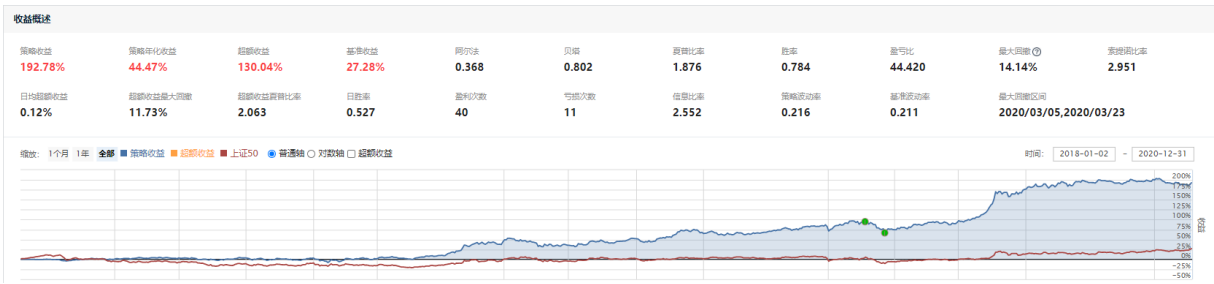 收益概述
策略收益 策略年化收益 超额收益 基准收益 阿尔法 贝塔 夏普比率 胜率 盈亏比 最大回撤 ? 索提诺比率
192.78% 44.47% 130.04% 27.28% 0.368 0.802 1.876 0.784 44.420 14.14% 2.951
日均超额收益 超额收益最大回撤 超额收益夏普比率 日胜率 盈利次数 亏损次数 信息比率 策略波动率 基准波动率 最大回撤区间
0.12% 11.73% 2.063 0.527 40 11 2.552 0.216 0.211 2020/03/05,2020/03/23
缩放: 1个月 1年 全部 策略收益 超额收益 上证50 普通轴 对数轴 超额收益 时间: 2018-01-02 - 2020-12-31
200%
175%
150%
125%
100%
75%
50%
25%
0%
-25%
-50%
收益